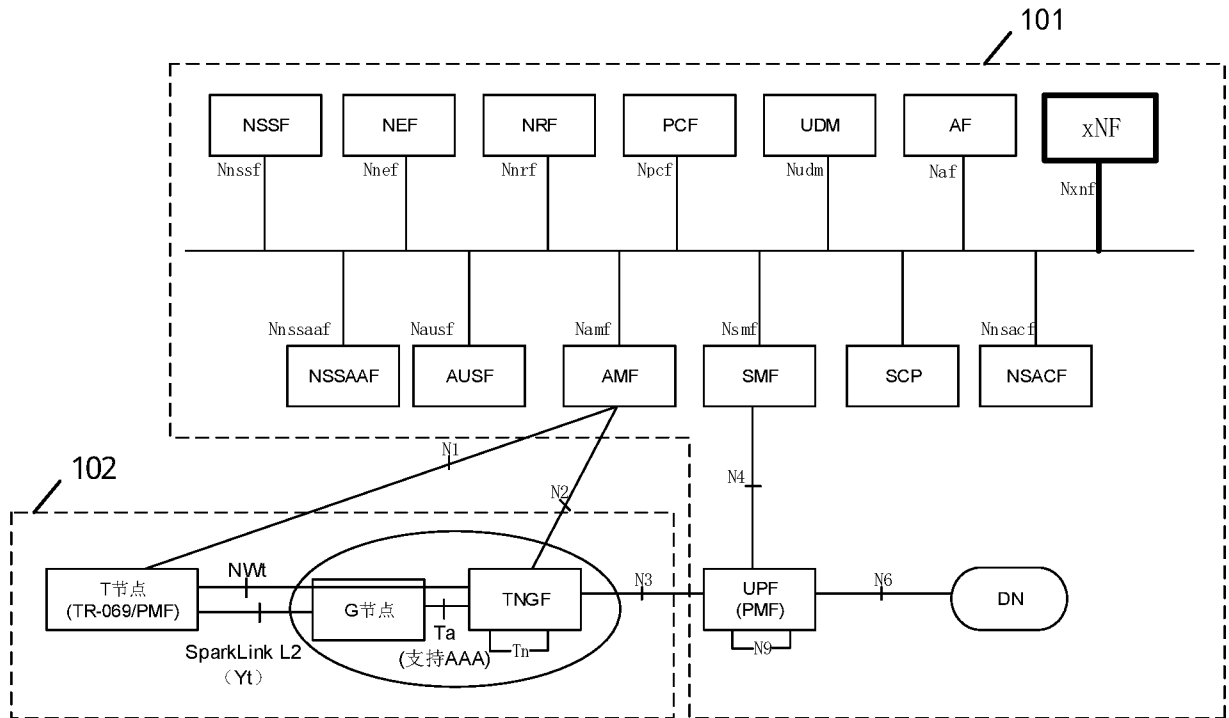 101
NSSF
NEF
NRF
PCF
UDM
AF
xNF
Nnssf
Nnef
Nnrf
Npcf
Nudm
Naf
Nxnf
Nnssaaf
Nausf
Namf
Nsmf
Nnsacf
NSSAAF
AUSF
AMF
SMF
SCP
NSACF
N1
102
N2
N4
T节点
(TR-069/PMF)
NWt
G节点
TNGF
N3
UPF
(PMF)
N6
DN
Ta
(支持AAA)
Tn
N9
SparkLink L2
（Yt）